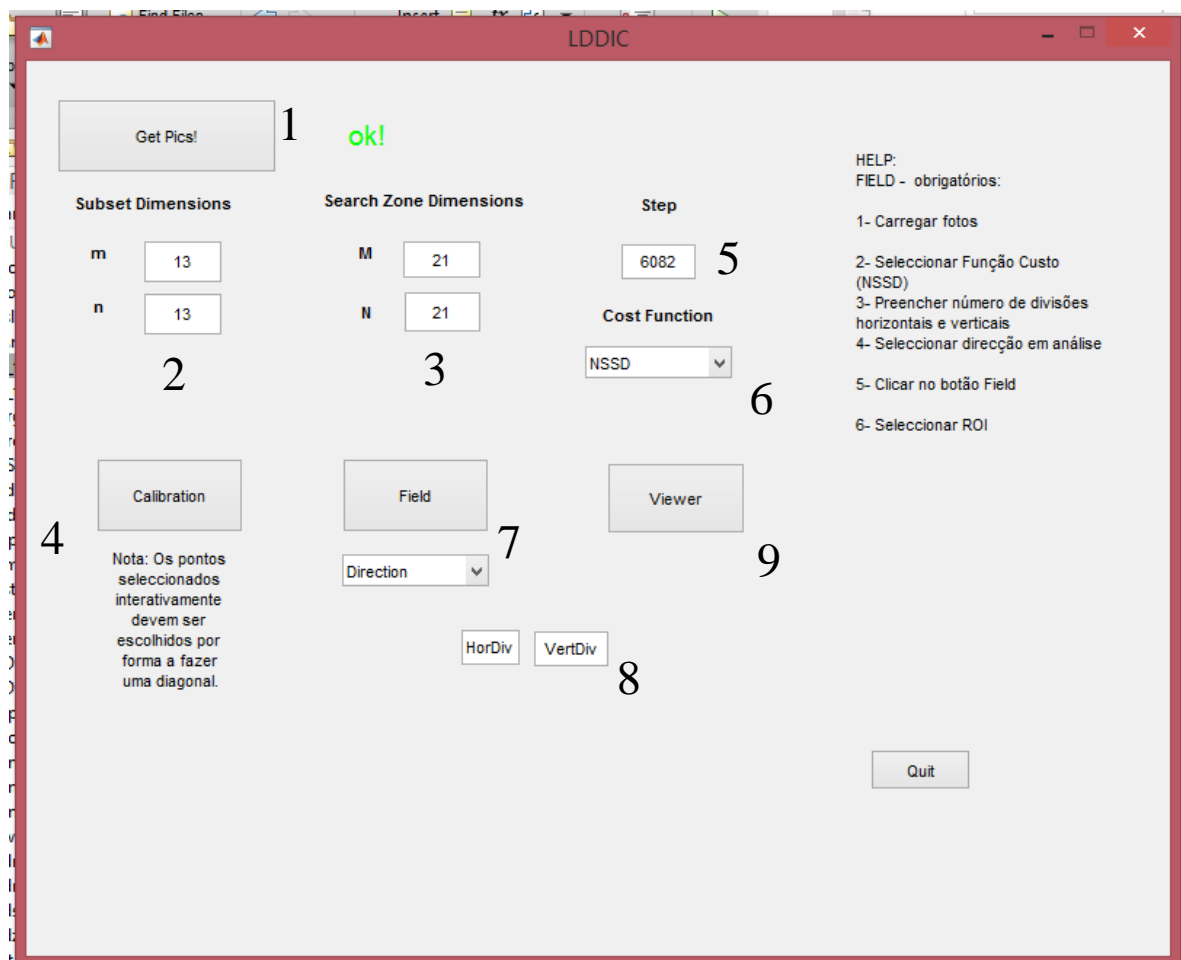 Find Files
Insert
fx
LDDIC
Get Pics!
1
ok!
Subset Dimensions
m
13
n
13
2
Search Zone Dimensions
M
21
N
21
3
Step
6082
5
Cost Function
NSSD
6
HELP:
FIELD - obrigatórios:
1- Carregar fotos
2- Seleccionar Função Custo
(NSSD)
3- Preencher número de divisões
horizontais e verticais
4- Seleccionar direcção em análise
5- Clicar no botão Field
6- Seleccionar ROI
Calibration
4
Nota: Os pontos
seleccionados
interativamente
devem ser
escolhidos por
forma a fazer
uma diagonal.
Field
7
Direction
HorDiv
VertDiv
8
Viewer
9
Quit